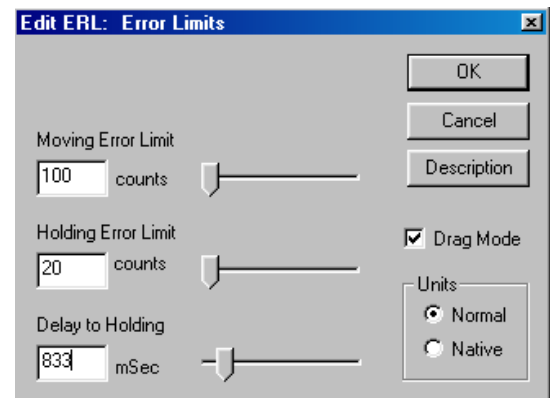 Edit ERL: Error Limits
OK
Cancel
Description
Moving Error Limit
100 counts
Holding Error Limit
20 counts
Delay to Holding
833 mSec
Drag Mode
Units
Normal
Native